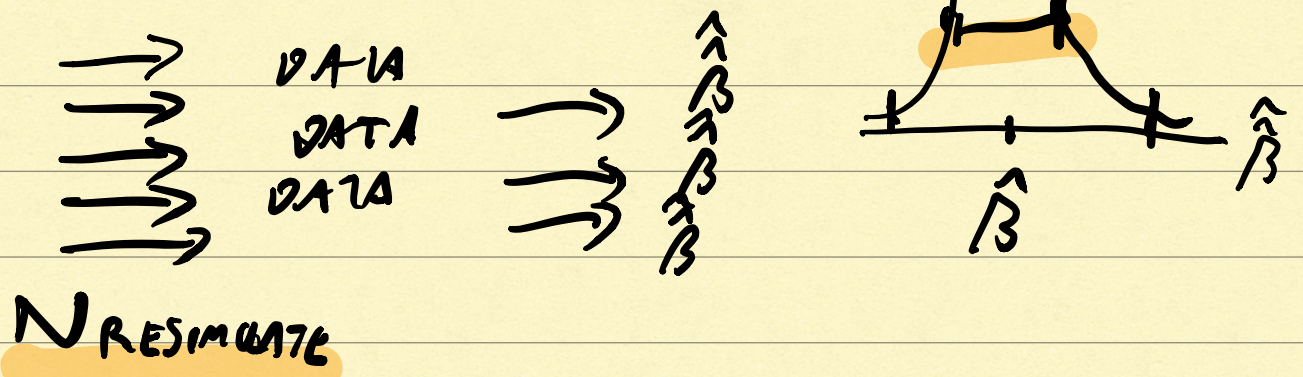 DATA
DATA
DATA
β̂̂
β̂̂
β̂̂
β̂
β̂̂
N RESIMULATE